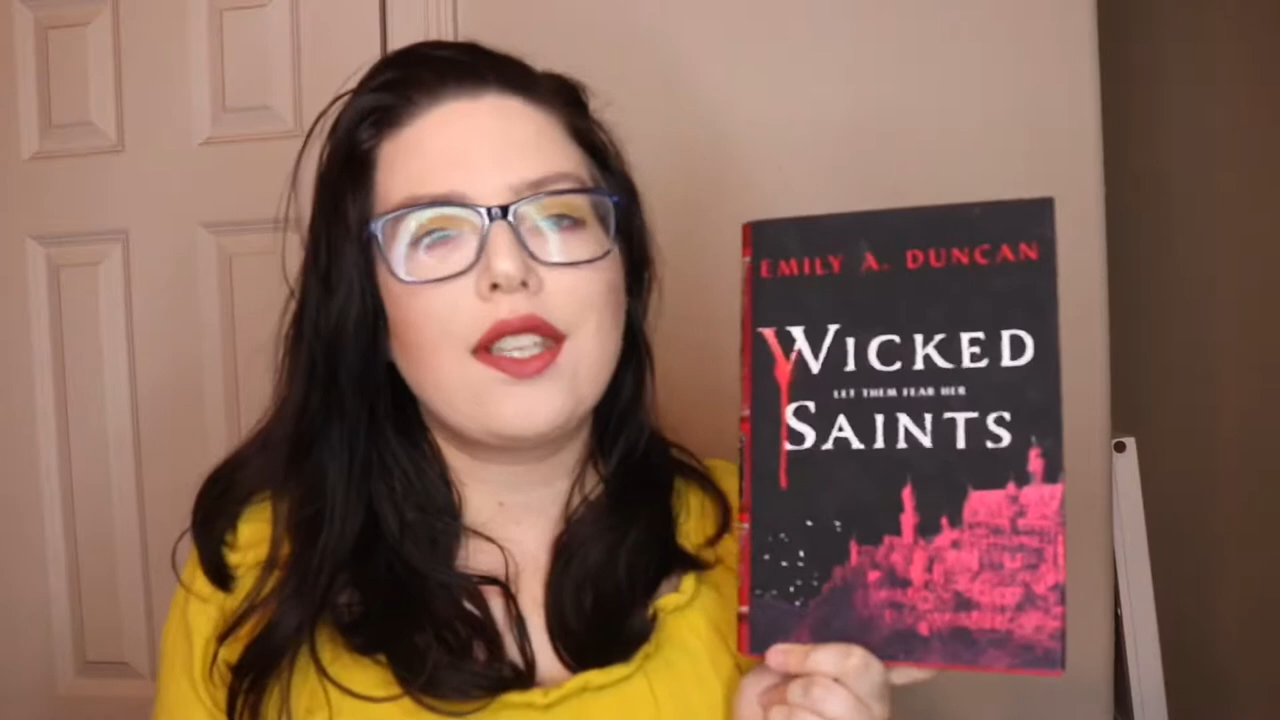 EMILY A. DUNCAN
WICKED
LET THEM FEAR HER
SAINTS